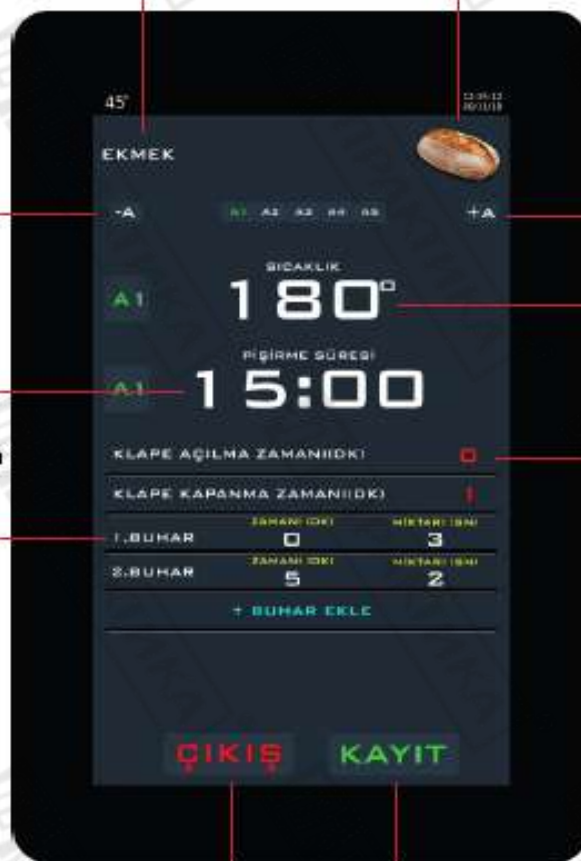 45°
EKMEK
-A A1 A2 A3 A4 A5 +A
SICAKLIK
A1 180°
PİŞİRME SÜRESİ
A1 15:00
KLAPE AÇILMA ZAMANI(DK) 0
KLAPE KAPANMA ZAMANI(DK) 1
ZAMANI (DK) MİKTARI (SN)
1.BUHAR 0 3
ZAMANI (DK) MİKTARI (SN)
2.BUHAR 5 2
+ BUHAR EKLE
ÇIKIŞ KAYIT